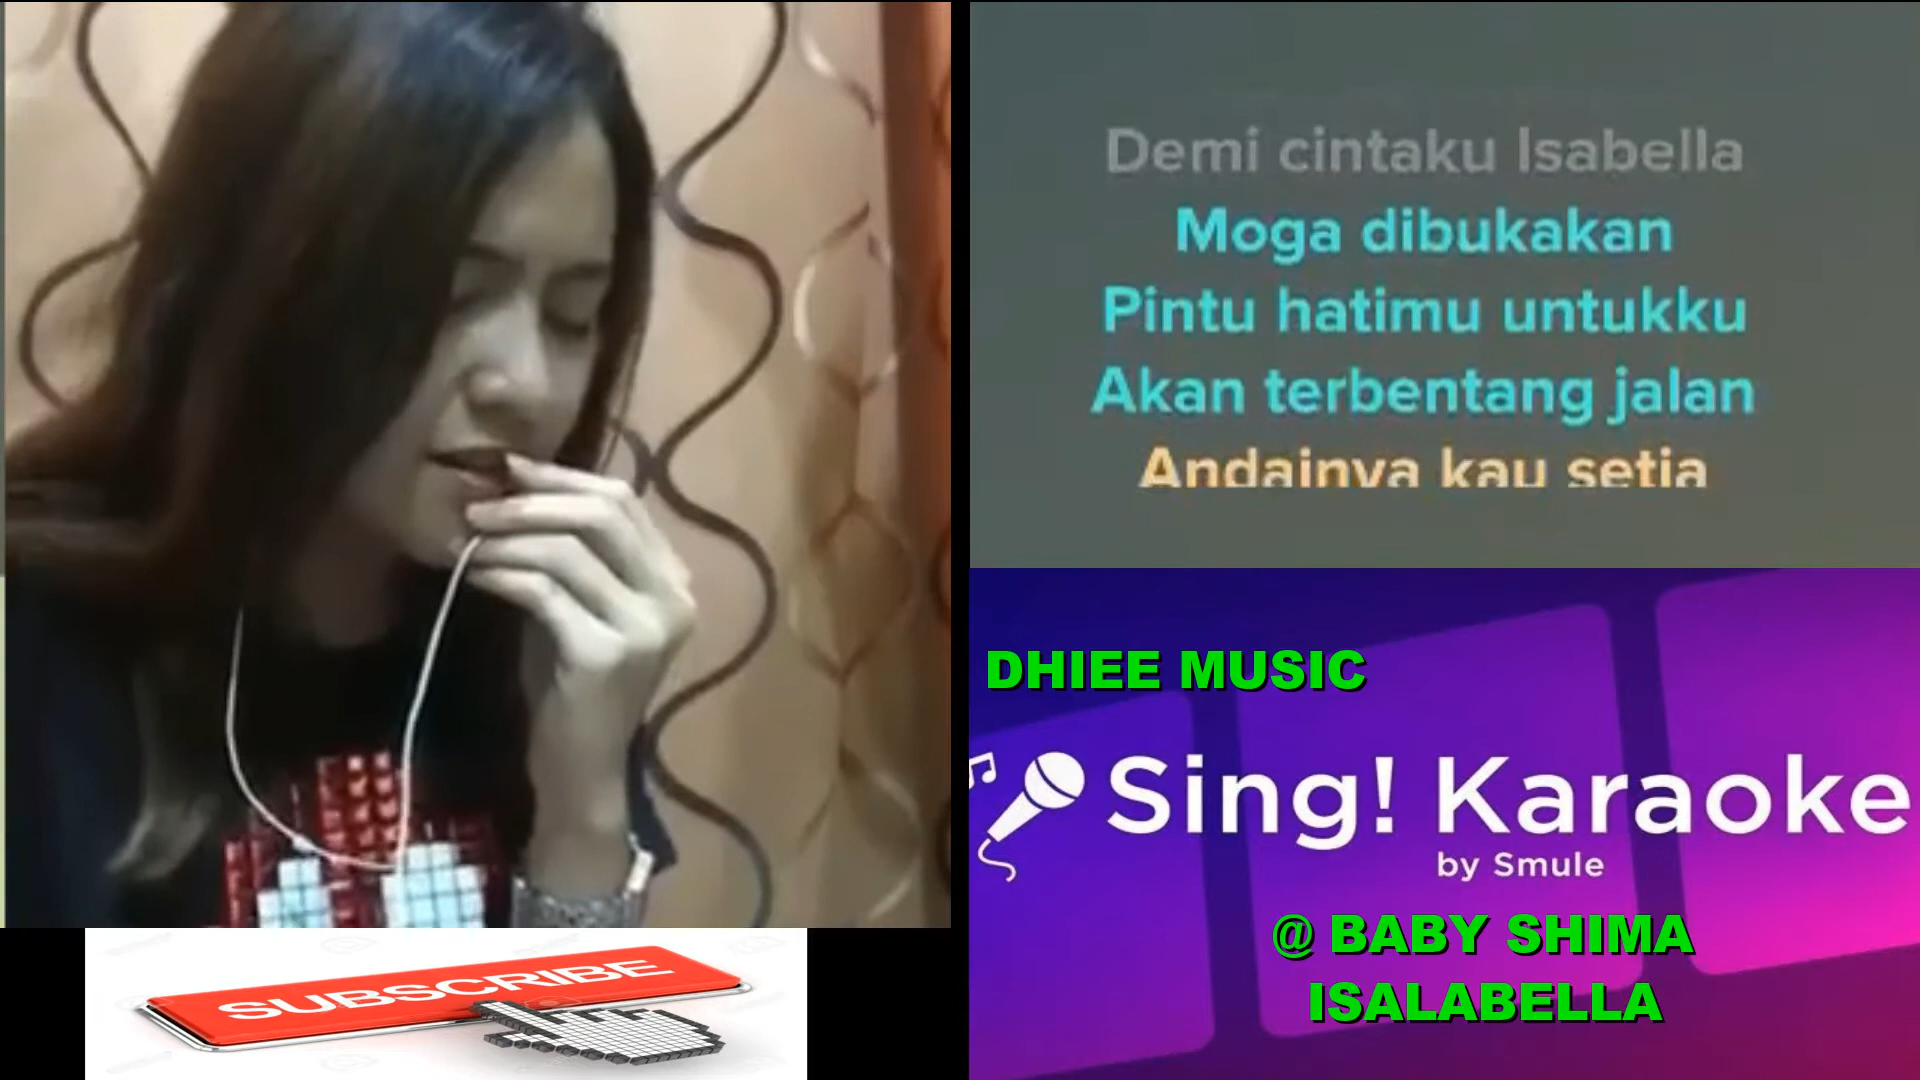 Demi cintaku Isabella
Moga dibukakan
Pintu hatimu untukku
Akan terbentang jalan
Andainya kau setia
DHIEE MUSIC
Sing! Karaoke
by Smule
@ BABY SHIMA
ISALABELLA
SUBSCRIBE